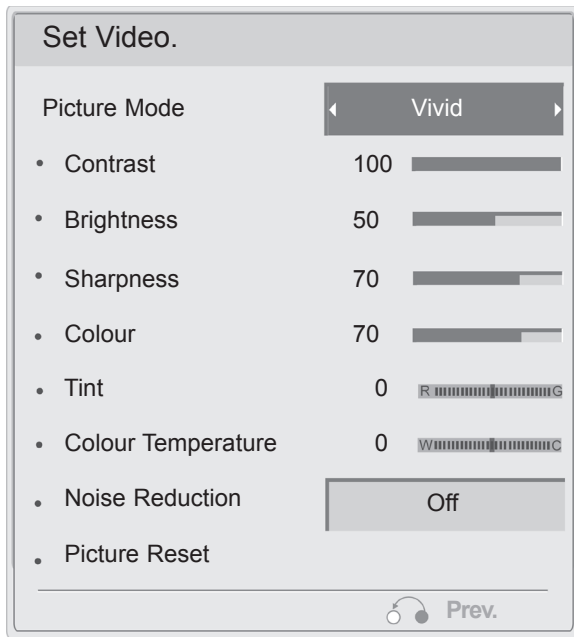 Set Video.
Picture Mode Vivid
• Contrast 100
• Brightness 50
• Sharpness 70
• Colour 70
• Tint 0 R G
• Colour Temperature 0 W C
• Noise Reduction Off
• Picture Reset
Prev.